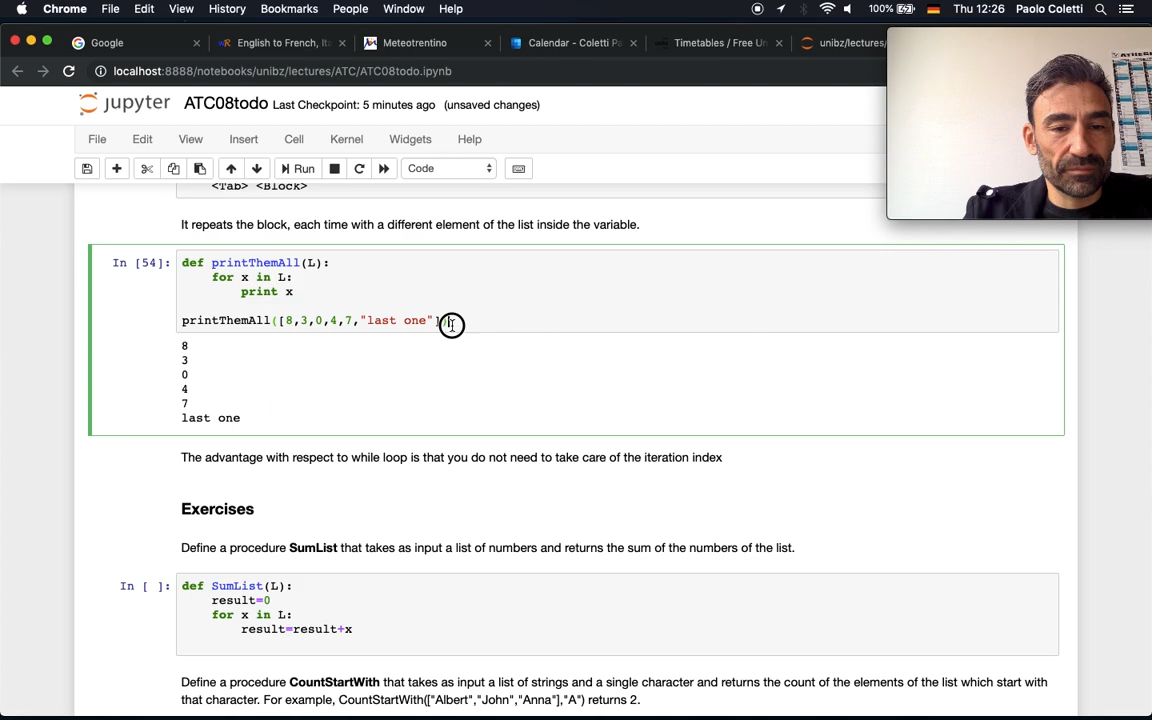 Chrome File Edit View History Bookmarks People Window Help 100% Thu 12:26 Paolo Coletti
Google English to French, Ita Meteotrentino Calendar - Coletti Pa Timetables / Free Un unibz/lectures/
localhost:8888/notebooks/unibz/lectures/ATC/ATC08todo.ipynb
jupyter ATC08todo Last Checkpoint: 5 minutes ago (unsaved changes)
File Edit View Insert Cell Kernel Widgets Help
Run Code
<Tab> <Block>
It repeats the block, each time with a different element of the list inside the variable.
In [54]: def printThemAll(L):
for x in L:
print x
printThemAll([8,3,0,4,7,"last one"])
8
3
0
4
7
last one
The advantage with respect to while loop is that you do not need to take care of the iteration index
Exercises
Define a procedure SumList that takes as input a list of numbers and returns the sum of the numbers of the list.
In [ ]: def SumList(L):
result=0
for x in L:
result=result+x
Define a procedure CountStartWith that takes as input a list of strings and a single character and returns the count of the elements of the list which start with
that character. For example, CountStartWith(["Albert","John","Anna"],"A") returns 2.